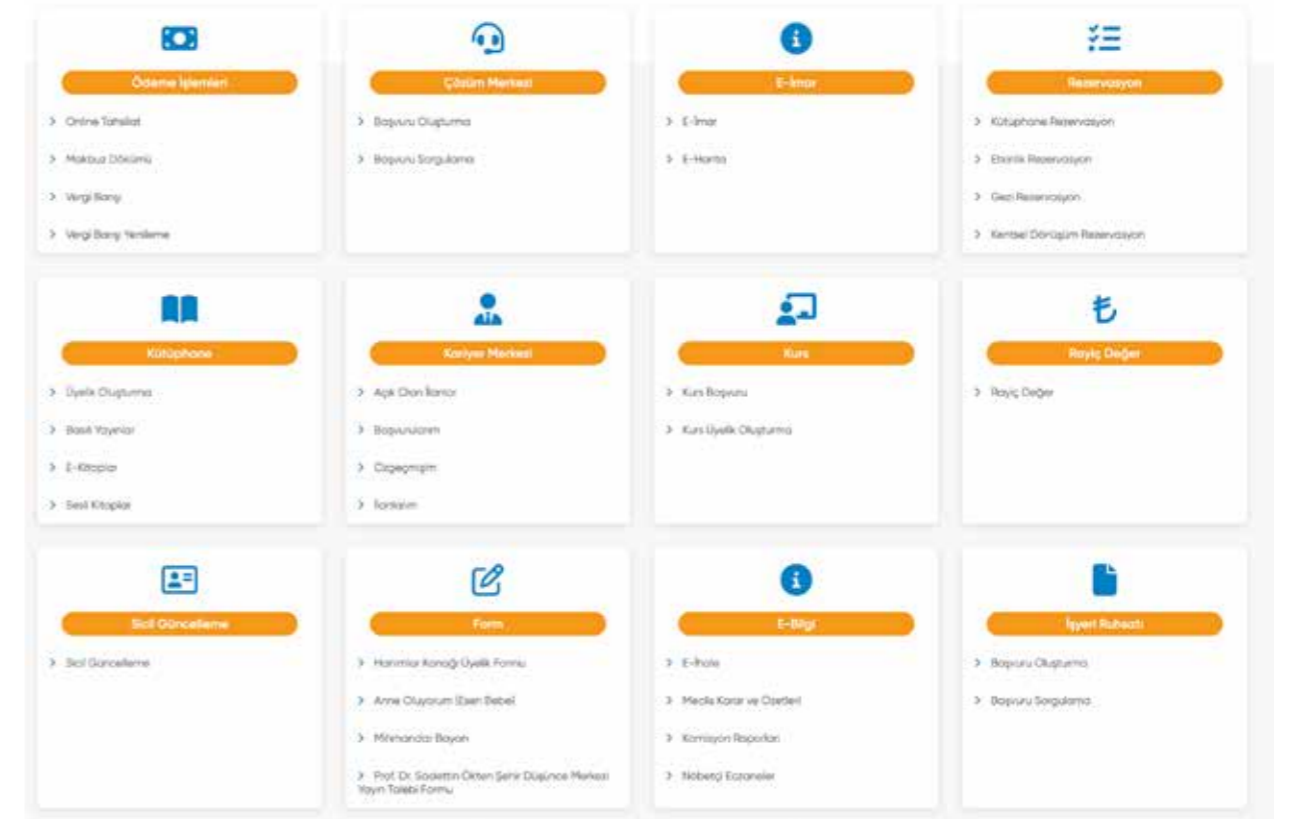 Ödeme İşlemleri
Online Tahsilat
Makbuz Dökümü
Vergi Barışı
Vergi Barışı Yenileme
Çözüm Merkezi
Başvuru Oluşturma
Başvuru Sorgulama
E-İmar
E-İmar
E-Harita
Rezervasyon
Kütüphane Rezervasyon
Etkinlik Rezervasyon
Gezi Rezervasyon
Kentsel Dönüşüm Rezervasyon
Kütüphane
Üyelik Oluşturma
Basılı Yayınlar
E-Kitaplar
Sesli Kitaplar
Kariyer Merkezi
Açık Olan İlanlar
Başvurularım
Özgeçmişim
İlanlarım
Kurs
Kurs Başvuru
Kurs Üyelik Oluşturma
Rayiç Değer
Rayiç Değer
Sicil Güncelleme
Sicil Güncelleme
Form
Hanımlar Konağı Üyelik Formu
Anne Oluyorum (Esen Bebe)
Mihmandar Bayan
Prof. Dr. Sadettin Ökten Şehir Düşünce Merkezi
Yayın Talebi Formu
E-Bilgi
E-İhale
Meclis Karar ve Özetleri
Komisyon Raporları
Nöbetçi Eczaneler
İşyeri Ruhsatı
Başvuru Oluşturma
Başvuru Sorgulama